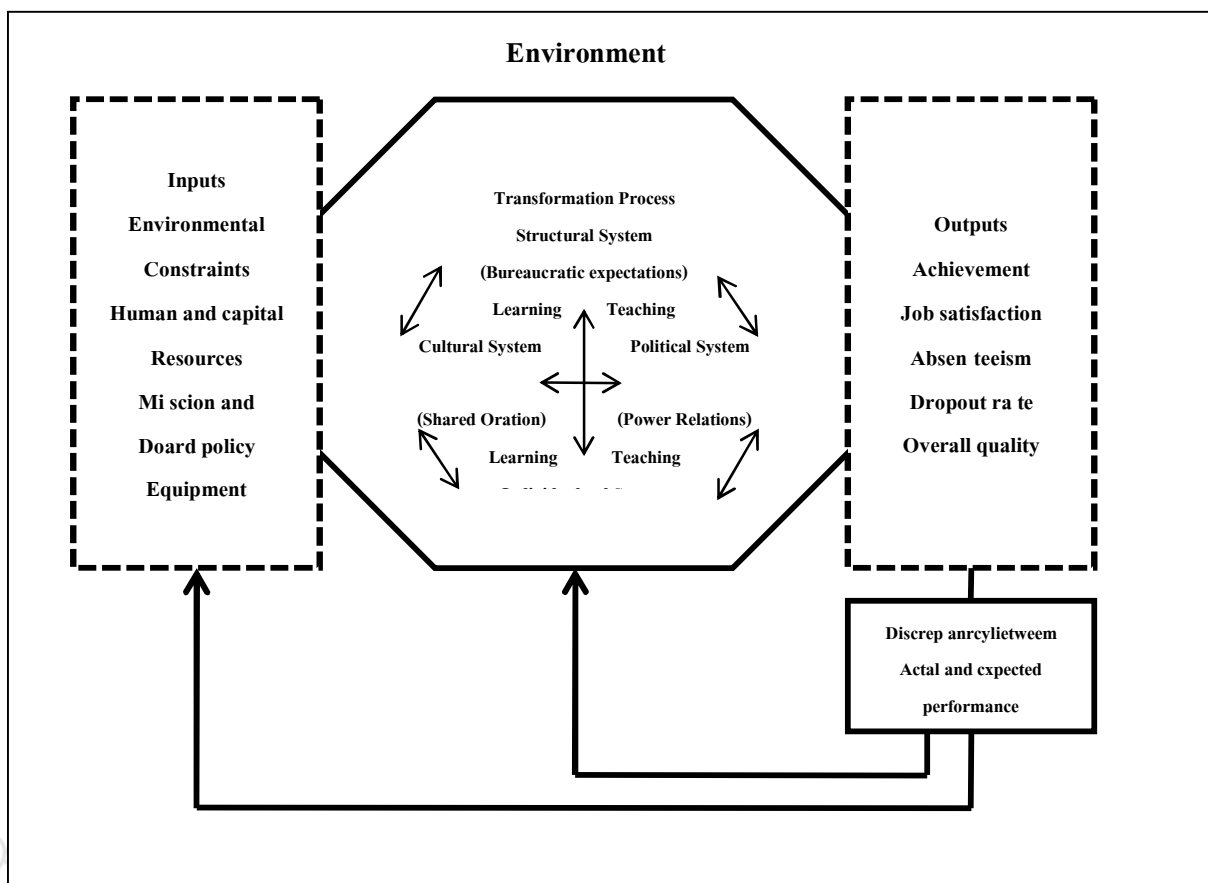 Environment
Inputs
Environmental
Constraints
Human and capital
Resources
Mi scion and
Doard policy
Equipment
Transformation Process
Structural System
(Bureaucratic expectations)
Learning Teaching
Cultural System Political System
(Shared Oration) (Power Relations)
Learning Teaching
Outputs
Achievement
Job satisfaction
Absen teeism
Dropout ra te
Overall quality
Discrep anrcylietweem
Actal and cxpected
performance